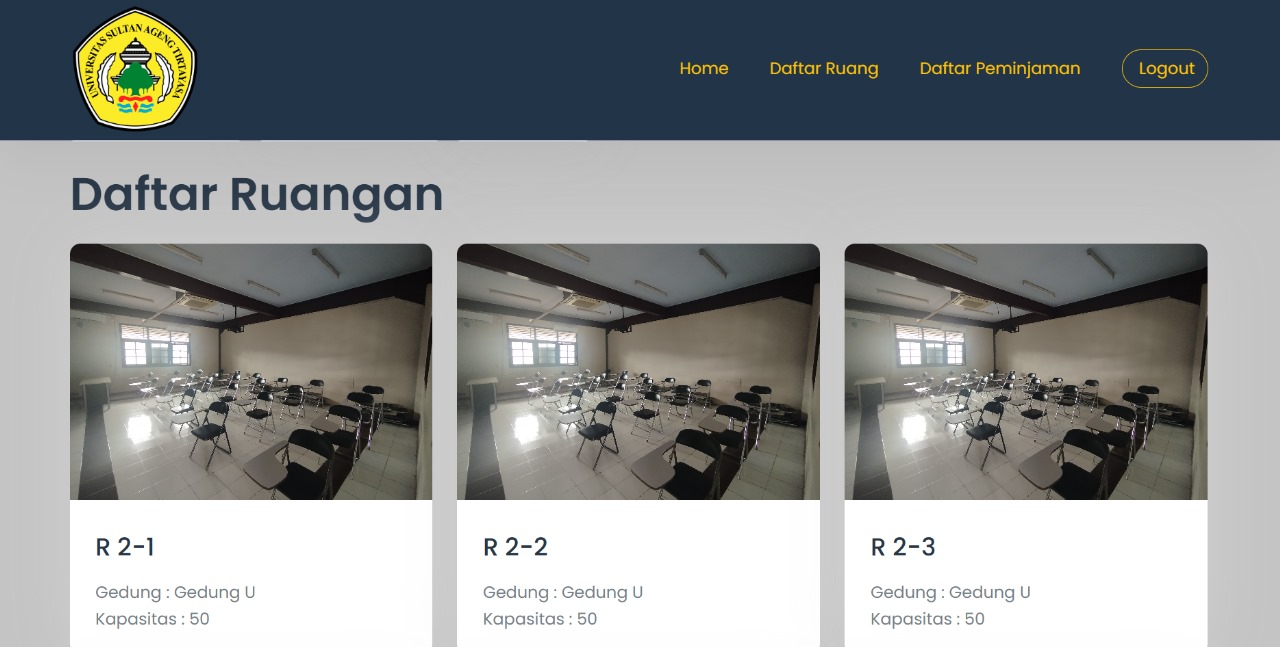 UNIVERSITAS SULTAN AGENG TIRTAYASA
Home
Daftar Ruang
Daftar Peminjaman
Logout
Daftar Ruangan
R 2-1
Gedung : Gedung U
Kapasitas : 50
R 2-2
Gedung : Gedung U
Kapasitas : 50
R 2-3
Gedung : Gedung U
Kapasitas : 50